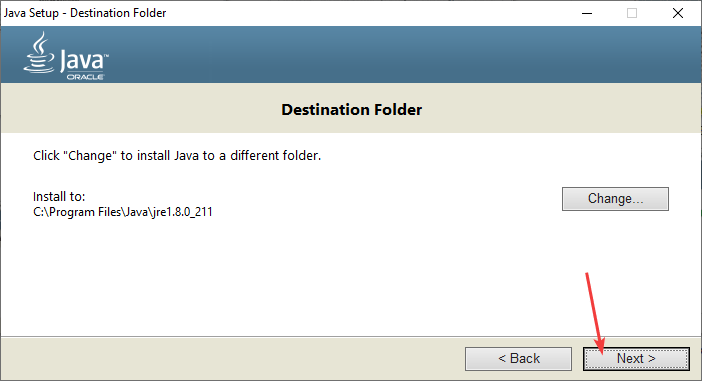 Java Setup - Destination Folder
Java™
ORACLE
Destination Folder
Click "Change" to install Java to a different folder.
Install to:
Change...
C:\Program Files\Java\jre1.8.0_211
< Back
Next >